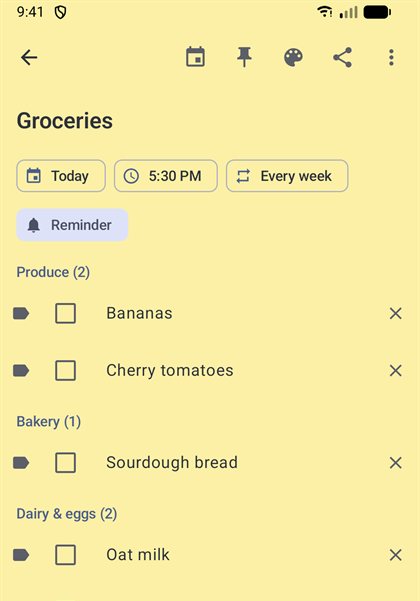 9:41
Groceries
Today 5:30 PM Every week
Reminder
Produce (2)
Bananas
Cherry tomatoes
Bakery (1)
Sourdough bread
Dairy & eggs (2)
Oat milk